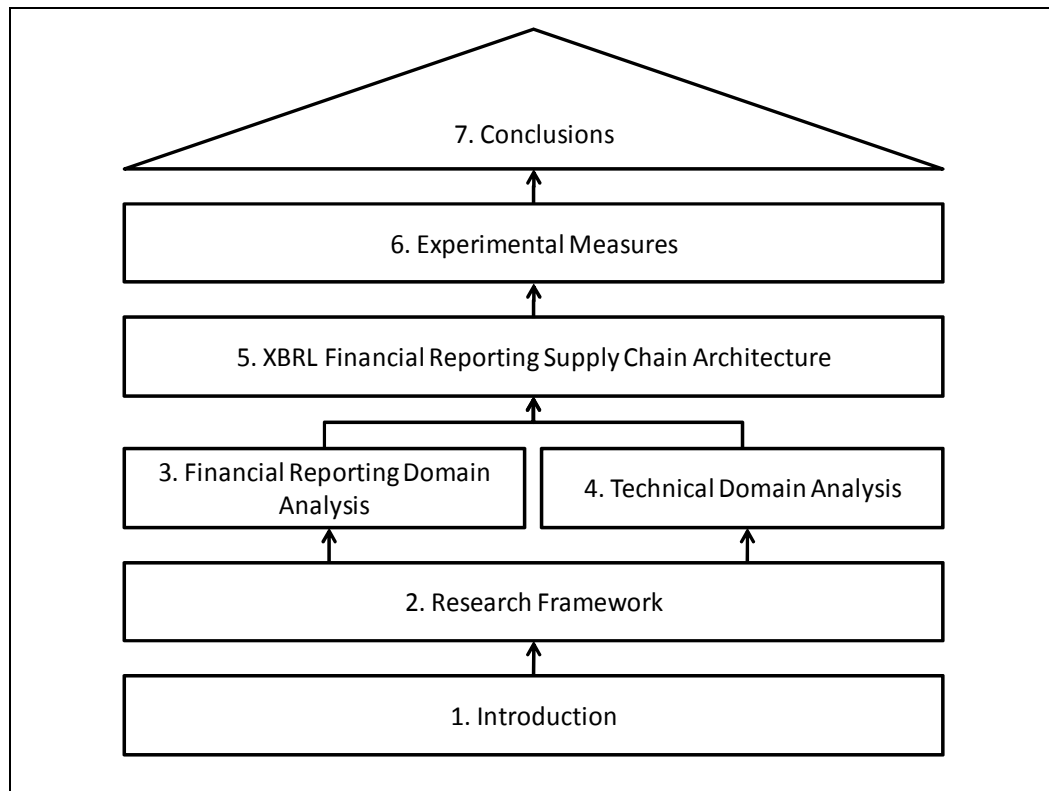 7. Conclusions
6. Experimental Measures
5. XBRL Financial Reporting Supply Chain Architecture
3. Financial Reporting Domain
Analysis
4. Technical Domain Analysis
2. Research Framework
1. Introduction